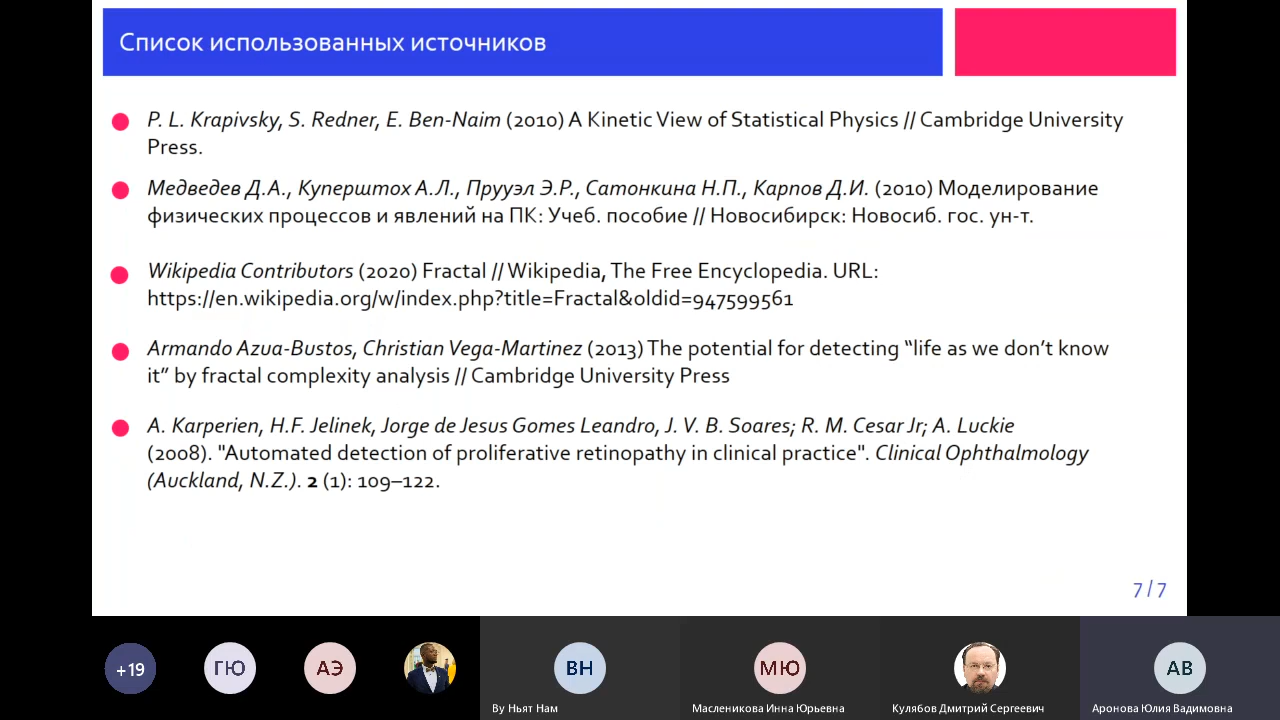 Список использованных источников
P. L. Krapivsky, S. Redner, E. Ben-Naim (2010) A Kinetic View of Statistical Physics // Cambridge University
Press.
Медведев Д.А., Куперштох А.Л., Прууэл Э.Р., Сатонкина Н.П., Карпов Д.И. (2010) Моделирование
физических процессов и явлений на ПК: Учеб. пособие // Новосибирск: Новосиб. гос. ун-т.
Wikipedia Contributors (2020) Fractal // Wikipedia, The Free Encyclopedia. URL:
https://en.wikipedia.org/w/index.php?title=Fractal&oldid=947599561
Armando Azua-Bustos, Christian Vega-Martinez (2013) The potential for detecting “life as we don’t know
it” by fractal complexity analysis // Cambridge University Press
A. Karperien, H.F. Jelinek, Jorge de Jesus Gomes Leandro, J. V. B. Soares; R. M. Cesar Jr; A. Luckie
(2008). "Automated detection of proliferative retinopathy in clinical practice". Clinical Ophthalmology
(Auckland, N.Z.). 2 (1): 109–122.
7 / 7
+19
ГЮ
АЭ
ВН
МЮ
АВ
Ву Ньят Нам
Масленикова Инна Юрьевна
Кулябов Дмитрий Сергеевич
Аронова Юлия Вадимовна